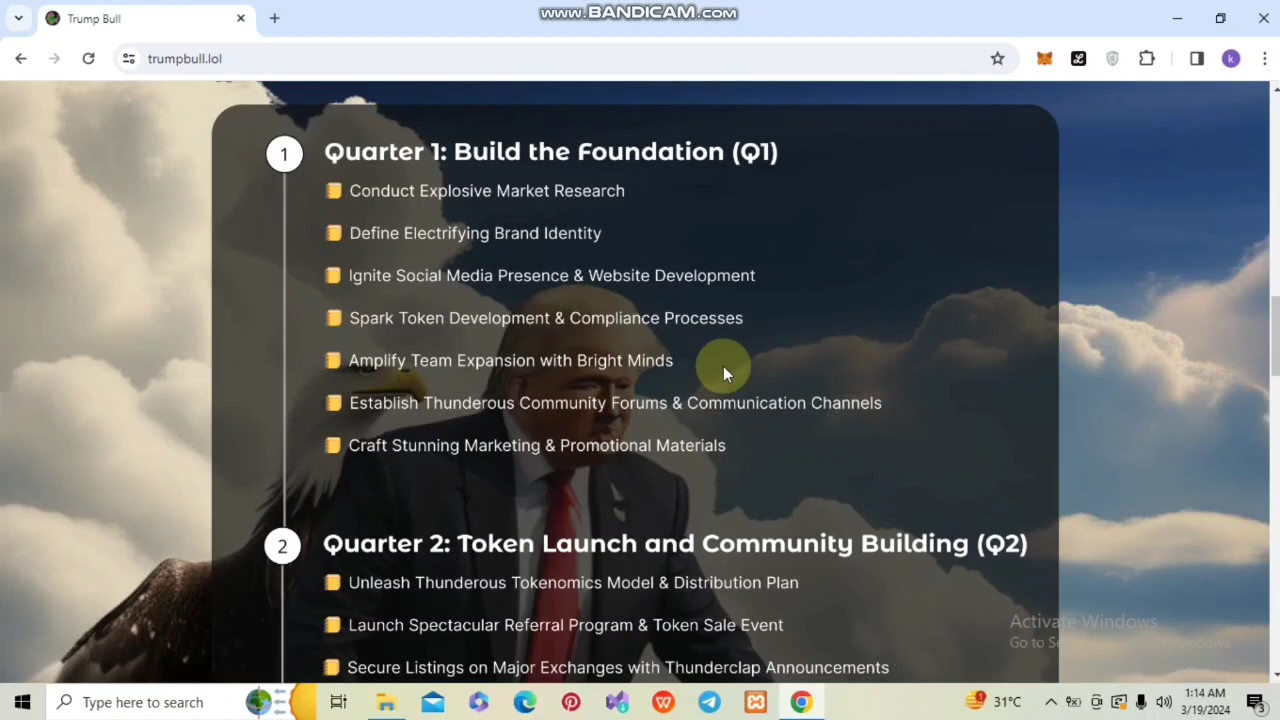 Trump Bull
www.BANDICAM.com
trumpbull.lol
k
1
Quarter 1: Build the Foundation (Q1)
Conduct Explosive Market Research
Define Electrifying Brand Identity
Ignite Social Media Presence & Website Development
Spark Token Development & Compliance Processes
Amplify Team Expansion with Bright Minds
Establish Thunderous Community Forums & Communication Channels
Craft Stunning Marketing & Promotional Materials
2
Quarter 2: Token Launch and Community Building (Q2)
Unleash Thunderous Tokenomics Model & Distribution Plan
Launch Spectacular Referral Program & Token Sale Event
Secure Listings on Major Exchanges with Thunderclap Announcements
Activate Windows
Go to
Type here to search
1
31°C
1:14 AM
3/19/2024
3